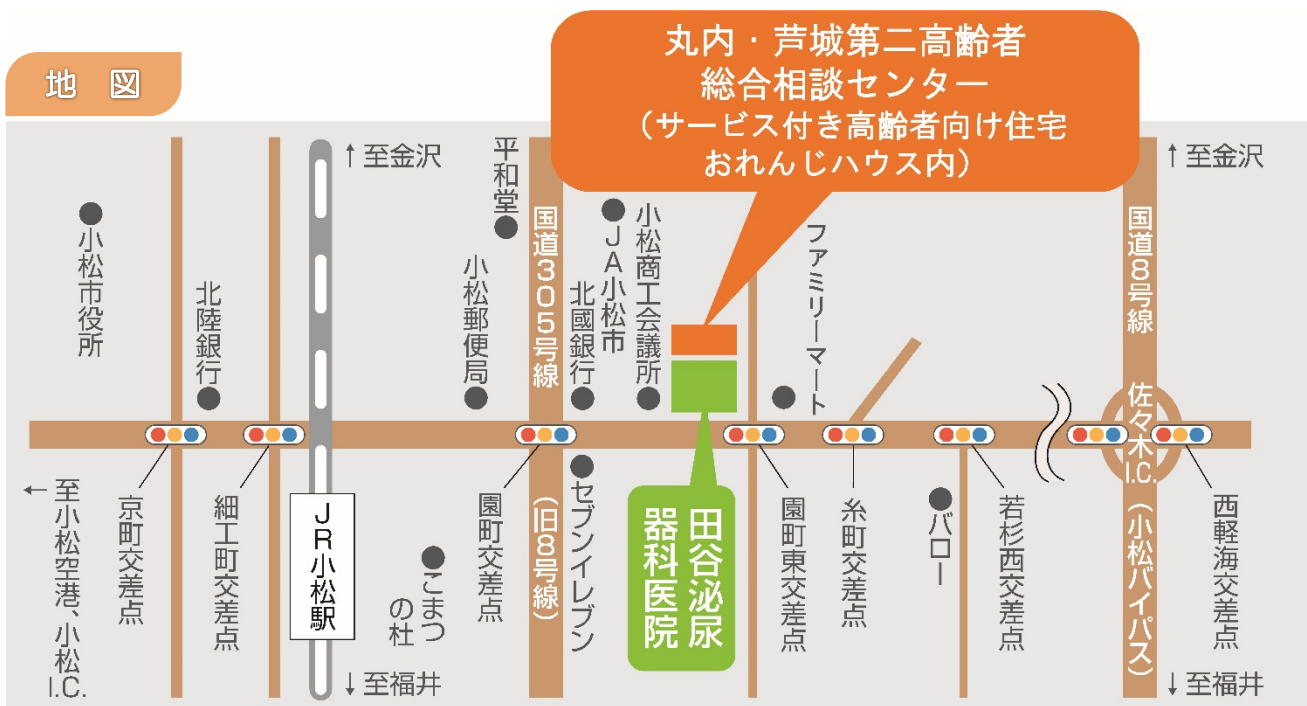 地 図
丸内・芦城第二高齢者
総合相談センター
（サービス付き高齢者向け住宅
おれんじハウス内）
↑至金沢
平和堂
国道305号線
JA小松市
小松商工会議所
ファミリーマート
国道8号線
↑至金沢
小松市役所
北陸銀行
小松郵便局
北國銀行
佐々木
I.C.
←至小松空港、小松
I.C.
京町交差点
細工町交差点
JR小松駅
こまつ
の杜
園町交差点
（旧8号線）
セブンイレブン
田谷泌尿
器科医院
園町東交差点
糸町交差点
バロー
若杉西交差点
（小松バイパス）
西軽海交差点
↓至福井
↓至福井